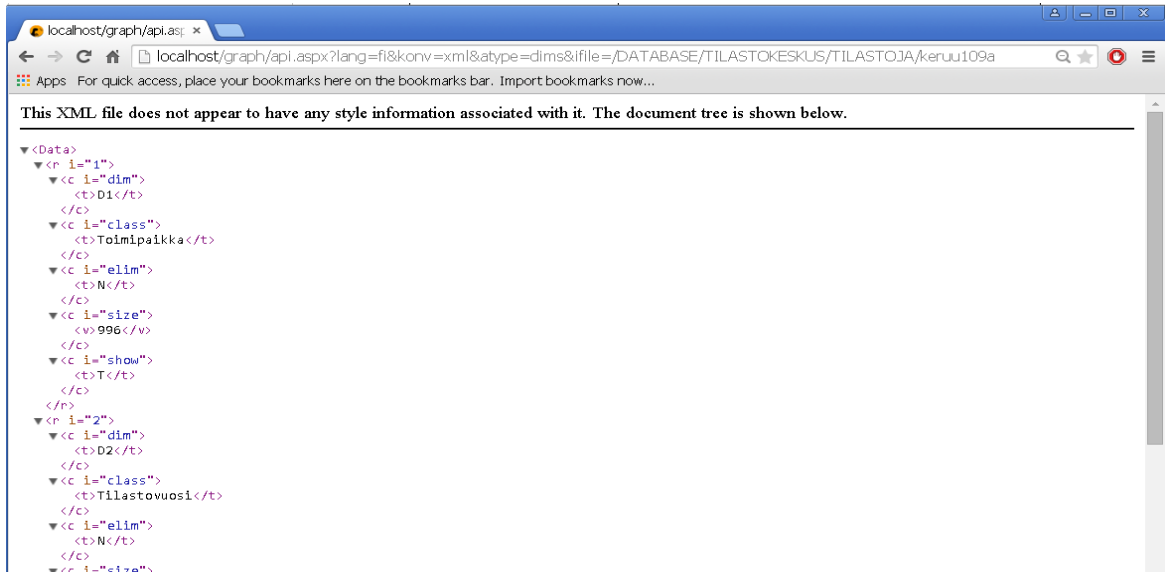 localhost/graph/api.asp
localhost/graph/api.aspx?lang=fi&konv=xml&atype=dims&ifile=/DATABASE/TILASTOKESKUS/TILASTOJA/keruu109a
Apps For quick access, place your bookmarks here on the bookmarks bar. Import bookmarks now...
This XML file does not appear to have any style information associated with it. The document tree is shown below.
▼<Data>
▼<r i="1">
▼<c i="dim">
<t>D1</t>
</c>
▼<c i="class">
<t>Toimipaikka</t>
</c>
▼<c i="elim">
<t>N</t>
</c>
▼<c i="size">
<v>996</v>
</c>
▼<c i="show">
<t>T</t>
</c>
</r>
▼<r i="2">
▼<c i="dim">
<t>D2</t>
</c>
▼<c i="class">
<t>Tilastovuosi</t>
</c>
▼<c i="elim">
<t>N</t>
</c>
▼<c i="size">